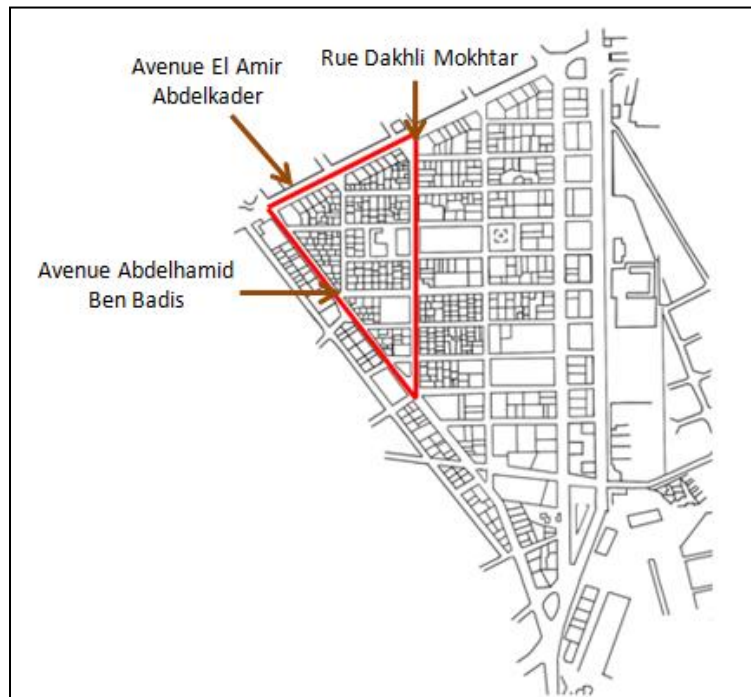 Avenue El Amir
Abdelkader
Rue Dakhli Mokhtar
Avenue Abdelhamid
Ben Badis